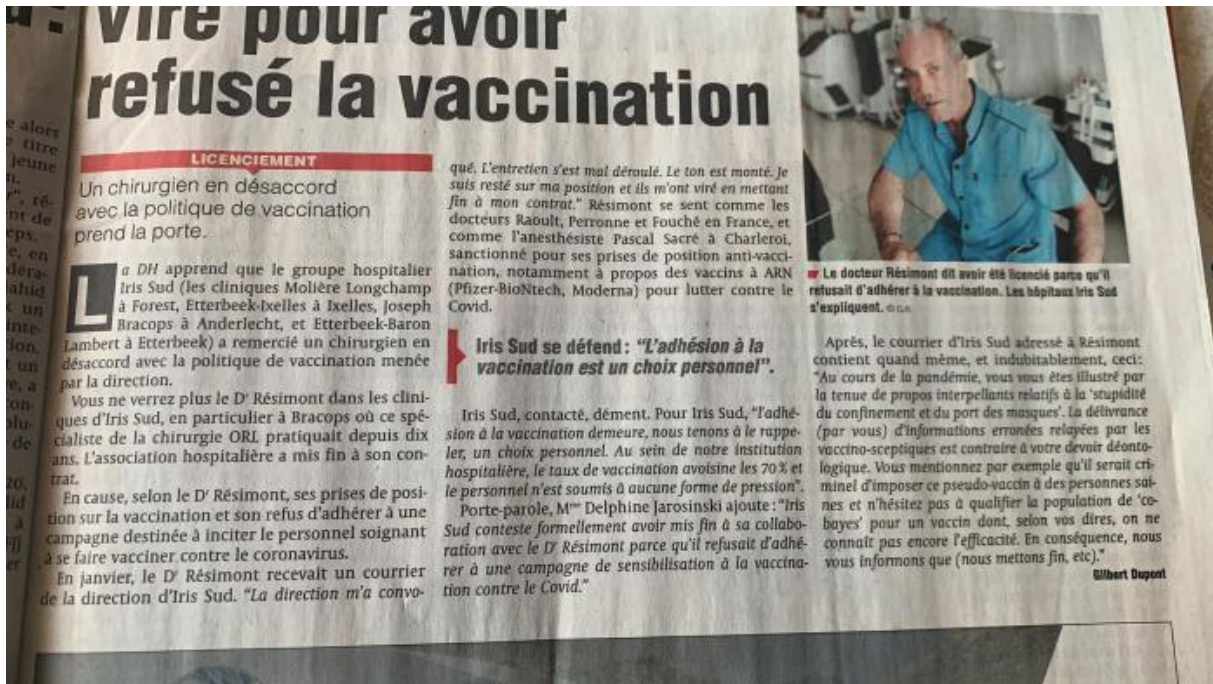 viré pour avoir
refusé la vaccination
LICENCIEMENT
Un chirurgien en désaccord
avec la politique de vaccination
prend la porte.
La DH apprend que le groupe hospitalier
Iris Sud (les cliniques Molière Longchamp
à Forest, Etterbeek-Ixelles à Ixelles, Joseph
Bracops à Anderlecht, et Etterbeek-Baron
Lambert à Etterbeek) a remercié un chirurgien en
désaccord avec la politique de vaccination menée
par la direction.
Vous ne verrez plus le Dr Résimont dans les clini-
ques d'Iris Sud, en particulier à Bracops où ce spé-
cialiste de la chirurgie ORL pratiquait depuis dix
ans. L'association hospitalière a mis fin à son con-
trat.
En cause, selon le Dr Résimont, ses prises de posi-
tion sur la vaccination et son refus d'adhérer à une
campagne destinée à inciter le personnel soignant
à se faire vacciner contre le coronavirus.
En janvier, le Dr Résimont recevait un courrier
de la direction d'Iris Sud. "La direction m'a convo-
qué. L'entretien s'est mal déroulé. Le ton est monté. Je
suis resté sur ma position et ils m'ont viré en mettant
fin à mon contrat." Résimont se sent comme les
docteurs Raoult, Perronne et Fouché en France, et
comme l'anesthésiste Pascal Sacré à Charleroi,
sanctionné pour ses prises de position anti-vacci-
nation, notamment à propos des vaccins à ARN
(Pfizer-BioNtech, Moderna) pour lutter contre le
Covid.
Iris Sud se défend : "L'adhésion à la
vaccination est un choix personnel".
Iris Sud, contacté, dément. Pour Iris Sud, "l'adhé-
sion à la vaccination demeure, nous tenons à le rappe-
ler, un choix personnel. Au sein de notre institution
hospitalière, le taux de vaccination avoisine les 70 % et
le personnel n'est soumis à aucune forme de pression".
Porte-parole, Mme Delphine Jarosinski ajoute : "Iris
Sud conteste formellement avoir mis fin à sa collabo-
ration avec le Dr Résimont parce qu'il refusait d'adhé-
rer à une campagne de sensibilisation à la vaccina-
tion contre le Covid."
Le docteur Résimont dit avoir été licencié parce qu'il
refusait d'adhérer à la vaccination. Les hôpitaux Iris Sud
s'expliquent.
Après, le courrier d'Iris Sud adressé à Résimont
contient quand même, et indubitablement, ceci:
"Au cours de la pandémie, vous vous êtes illustré par
la tenue de propos interpellants relatifs à la 'stupidité
du confinement et du port des masques'. La délivrance
(par vous) d'informations erronées relayées par les
vaccino-sceptiques est contraire à votre devoir déonto-
logique. Vous mentionnez par exemple qu'il serait cri-
minel d'imposer ce pseudo-vaccin à des personnes sai-
nes et n'hésitez pas à qualifier la population de 'co-
bayes' pour un vaccin dont, selon vos dires, on ne
connaît pas encore l'efficacité. En conséquence, nous
vous informons que (nous mettons fin, etc)."
Gilbert Dupont